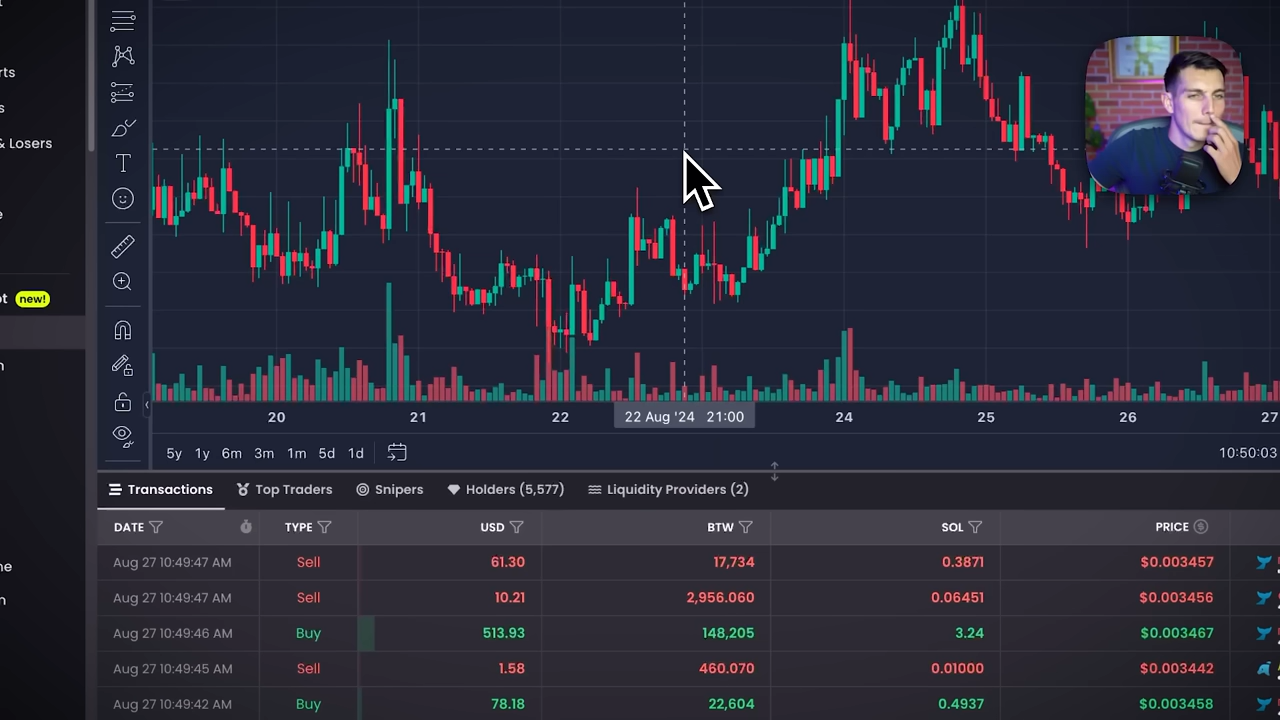 rts
s
& Losers
e
ot new!
n
ne
n
T
20 21 22 22 Aug '24 21:00 24 25 26 27
5y 1y 6m 3m 1m 5d 1d 10:50:03
Transactions Top Traders Snipers Holders (5,577) Liquidity Providers (2)
DATE TYPE USD BTW SOL PRICE
Aug 27 10:49:47 AM Sell 61.30 17,734 0.3871 $0.003457
Aug 27 10:49:47 AM Sell 10.21 2,956.060 0.06451 $0.003456
Aug 27 10:49:46 AM Buy 513.93 148,205 3.24 $0.003467
Aug 27 10:49:45 AM Sell 1.58 460.070 0.01000 $0.003442
Aug 27 10:49:42 AM Buy 78.18 22,604 0.4937 $0.003458